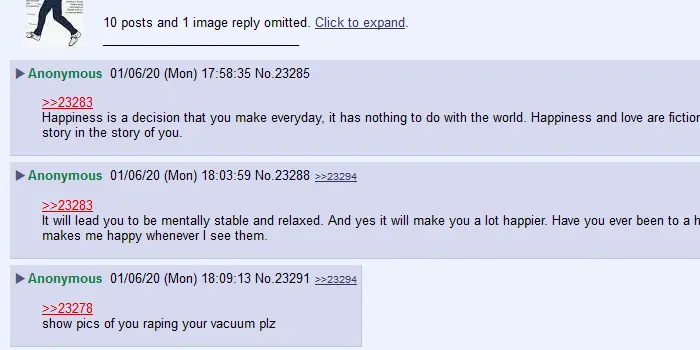 10 posts and 1 image reply omitted. Click to expand.
Anonymous 01/06/20 (Mon) 17:58:35 No.23285
>>23283
Happiness is a decision that you make everyday, it has nothing to do with the world. Happiness and love are fiction
story in the story of you.
Anonymous 01/06/20 (Mon) 18:03:59 No.23288 >>23294
>>23283
It will lead you to be mentally stable and relaxed. And yes it will make you a lot happier. Have you ever been to a h
makes me happy whenever I see them.
Anonymous 01/06/20 (Mon) 18:09:13 No.23291 >>23294
>>23278
show pics of you raping your vacuum plz